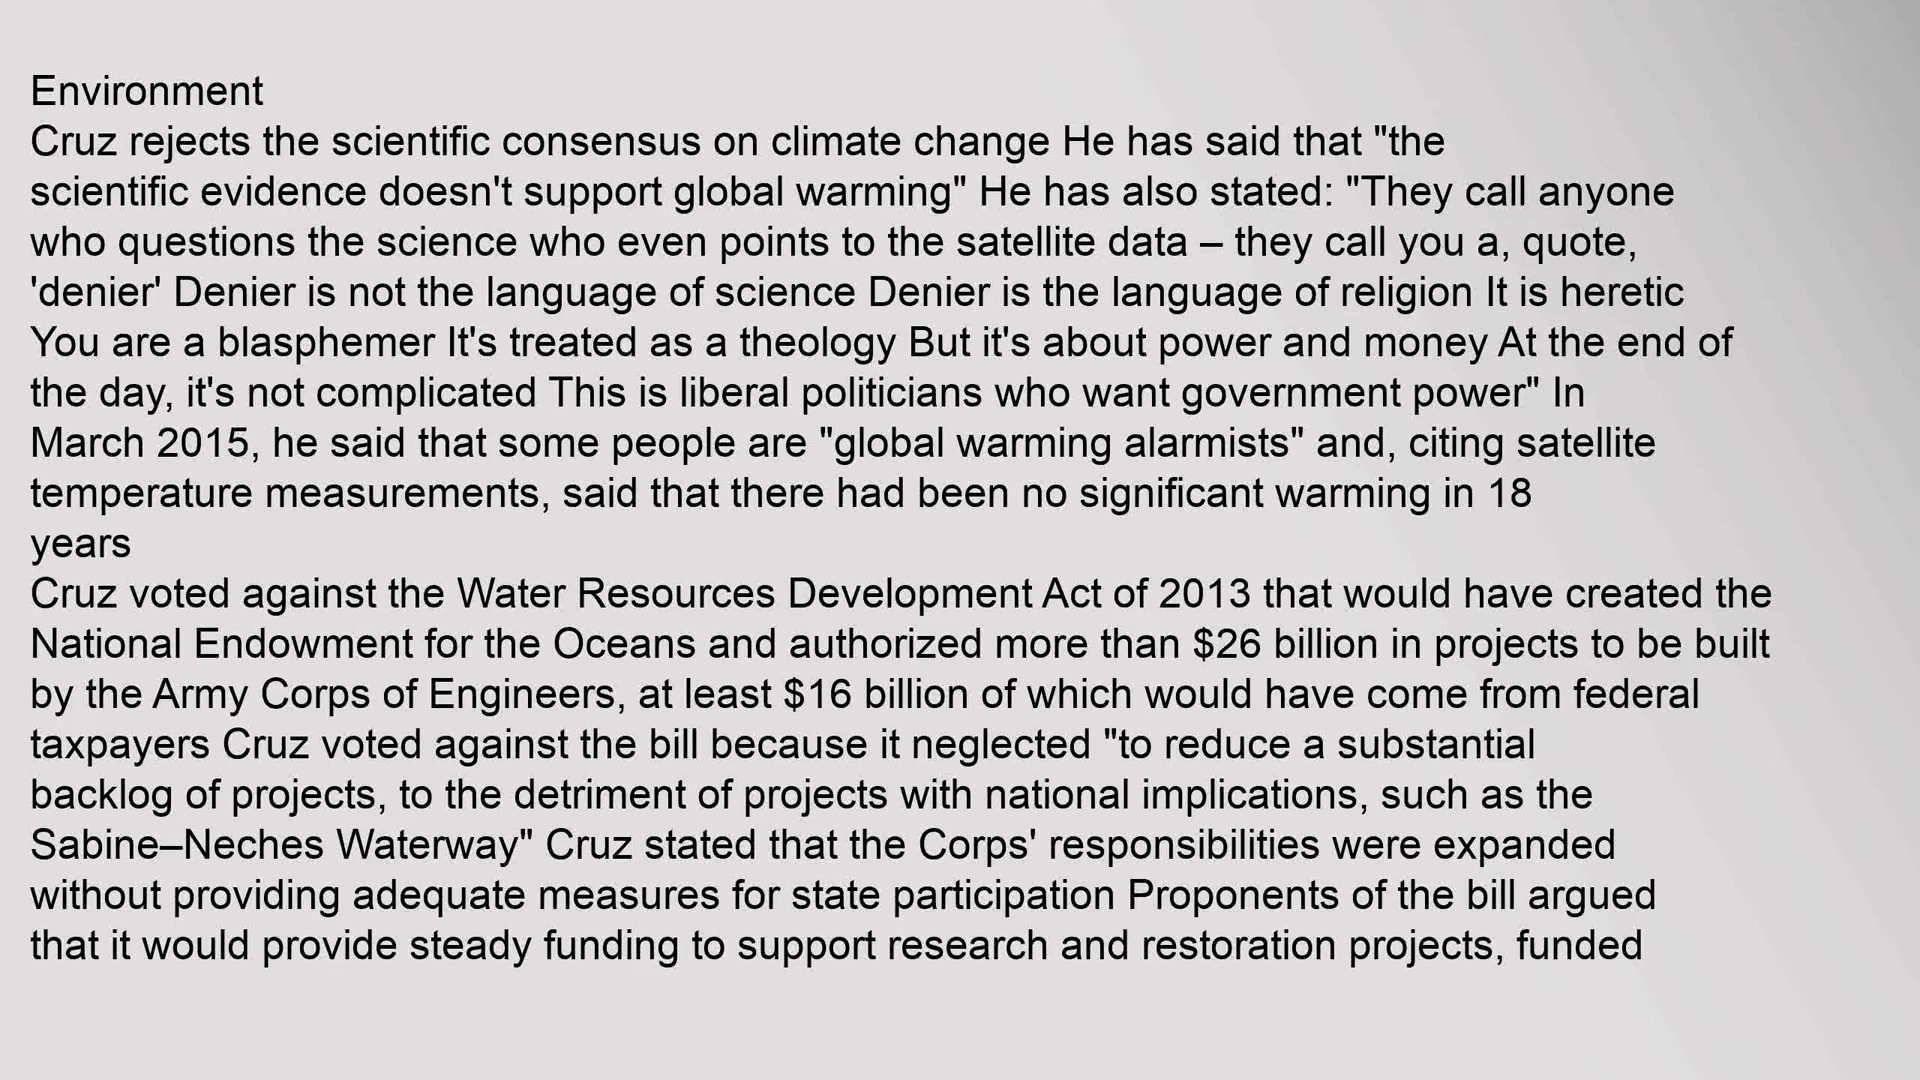 Environment
Cruz rejects the scientific consensus on climate change He has said that "the
scientific evidence doesn't support global warming" He has also stated: "They call anyone
who questions the science who even points to the satellite data – they call you a, quote,
'denier' Denier is not the language of science Denier is the language of religion It is heretic
You are a blasphemer It's treated as a theology But it's about power and money At the end of
the day, it's not complicated This is liberal politicians who want government power" In
March 2015, he said that some people are "global warming alarmists" and, citing satellite
temperature measurements, said that there had been no significant warming in 18
years
Cruz voted against the Water Resources Development Act of 2013 that would have created the
National Endowment for the Oceans and authorized more than $26 billion in projects to be built
by the Army Corps of Engineers, at least $16 billion of which would have come from federal
taxpayers Cruz voted against the bill because it neglected "to reduce a substantial
backlog of projects, to the detriment of projects with national implications, such as the
Sabine–Neches Waterway" Cruz stated that the Corps' responsibilities were expanded
without providing adequate measures for state participation Proponents of the bill argued
that it would provide steady funding to support research and restoration projects, funded